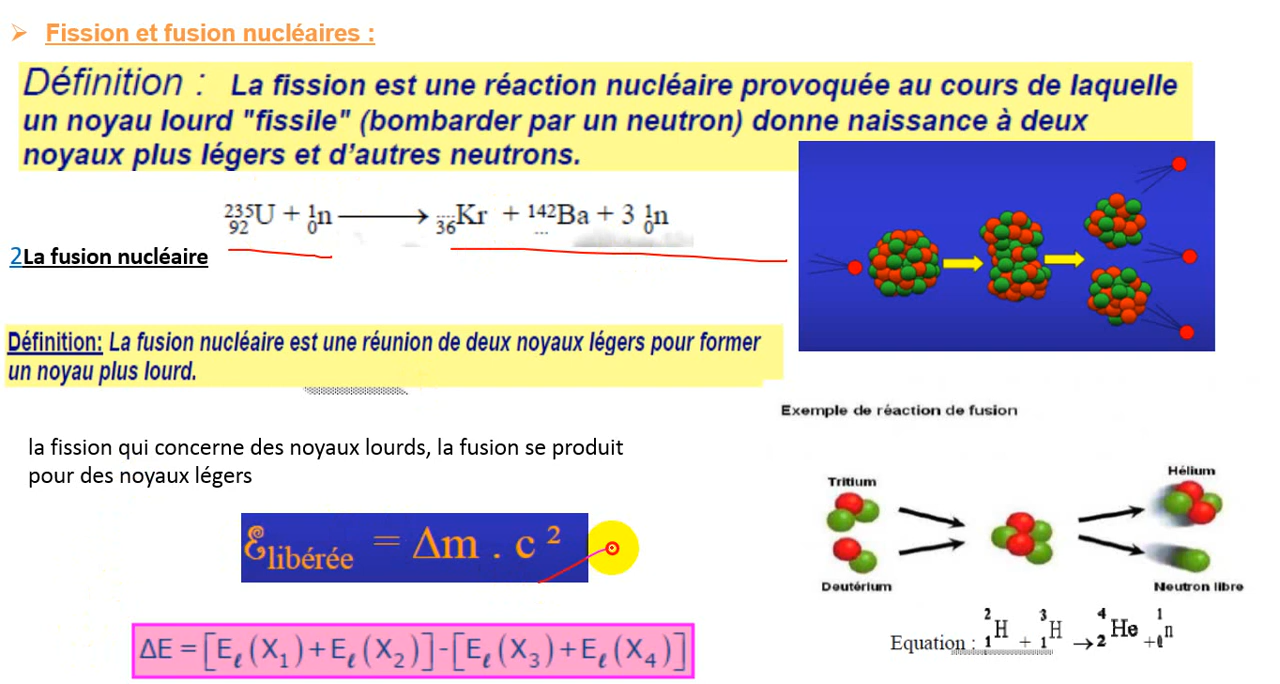 ➢ Fission et fusion nucléaires :
Définition : La fission est une réaction nucléaire provoquée au cours de laquelle
un noyau lourd "fissile" (bombarder par un neutron) donne naissance à deux
noyaux plus légers et d’autres neutrons.
²³⁵₉₂U + ¹₀n ⟶ ^{...}₃₆Kr + ¹⁴²_{...}Ba + 3 ¹₀n
2La fusion nucléaire
Définition: La fusion nucléaire est une réunion de deux noyaux légers pour former
un noyau plus lourd.
la fission qui concerne des noyaux lourds, la fusion se produit
pour des noyaux légers
Ɛlibérée = Δm . c ²
ΔE = [Eℓ(X₁)+Eℓ(X₂)]-[Eℓ(X₃)+Eℓ(X₄)]
Exemple de réaction de fusion
Tritium
Hélium
Deutérium
Neutron libre
Equation : ²₁H + ³₁H → ⁴₂He + ¹₀n